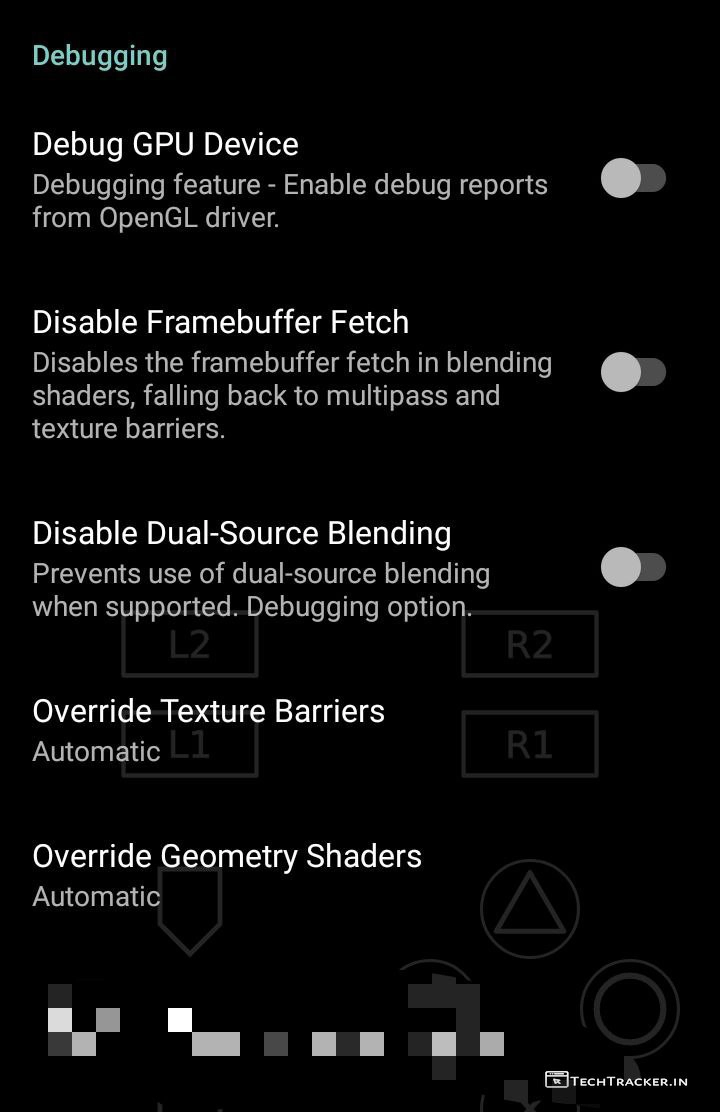 Debugging
Debug GPU Device
Debugging feature - Enable debug reports
from OpenGL driver.
Disable Framebuffer Fetch
Disables the framebuffer fetch in blending
shaders, falling back to multipass and
texture barriers.
Disable Dual-Source Blending
Prevents use of dual-source blending
when supported. Debugging option.
L2 R2
Override Texture Barriers
Automatic
L1 R1
Override Geometry Shaders
Automatic
TECHTRACKER.IN